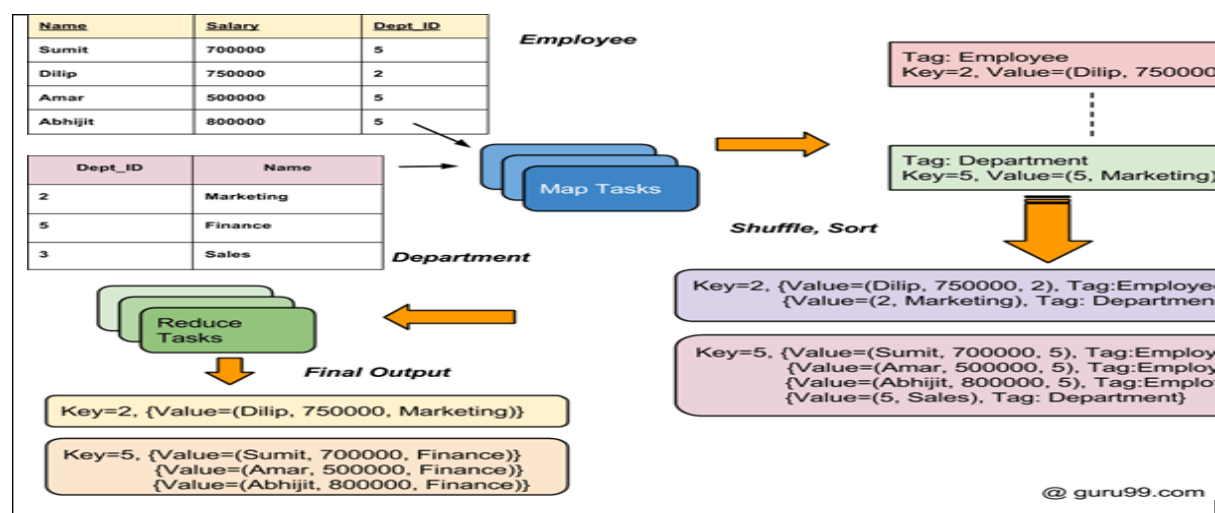 Name Salary Dept_ID
Sumit 700000 5
Dilip 750000 2
Amar 500000 5
Abhijit 800000 5
Employee
Dept_ID Name
2 Marketing
5 Finance
3 Sales
Department
Map Tasks
Tag: Employee
Key=2, Value=(Dilip, 750000
Tag: Department
Key=5, Value=(5, Marketing)
Shuffle, Sort
Key=2, {Value=(Dilip, 750000, 2), Tag:Employe
{Value=(2, Marketing), Tag: Departmen
Key=5, {Value=(Sumit, 700000, 5), Tag:Employ
{Value=(Amar, 500000, 5), Tag:Employ
{Value=(Abhijit, 800000, 5), Tag:Emplo
{Value=(5, Sales), Tag: Department}
Reduce
Tasks
Final Output
Key=2, {Value=(Dilip, 750000, Marketing)}
Key=5, {Value=(Sumit, 700000, Finance)}
{Value=(Amar, 500000, Finance)}
{Value=(Abhijit, 800000, Finance)}
@ guru99.com